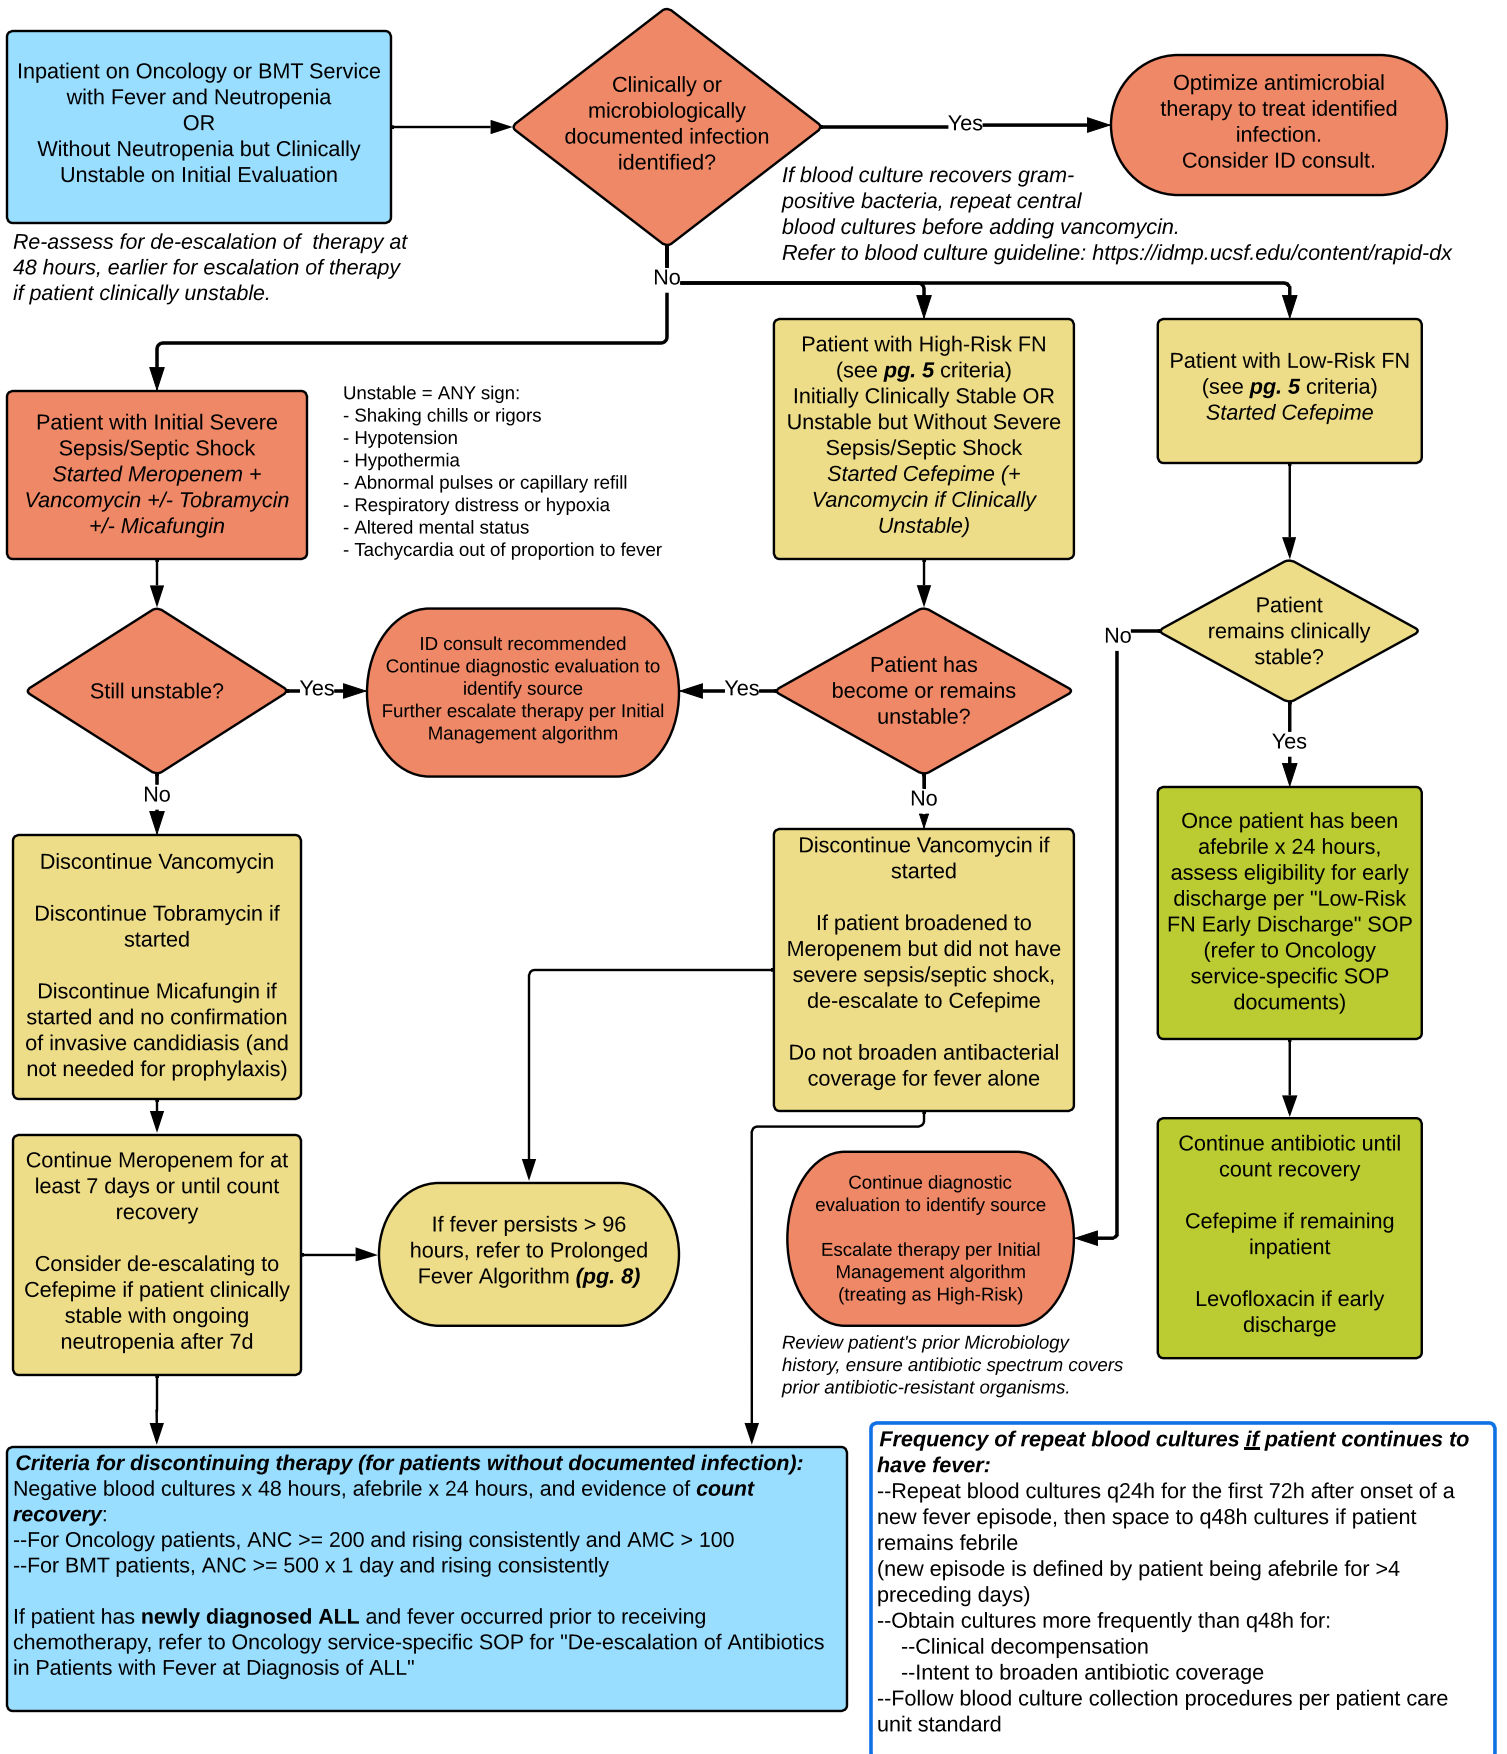 Inpatient on Oncology or BMT Service
with Fever and Neutropenia
OR
Without Neutropenia but Clinically
Unstable on Initial Evaluation
Re-assess for de-escalation of  therapy at
48 hours, earlier for escalation of therapy
if patient clinically unstable.
Clinically or
microbiologically
documented infection
identified?
Yes
Optimize antimicrobial
therapy to treat identified
infection.
Consider ID consult.
If blood culture recovers gram-
positive bacteria, repeat central
blood cultures before adding vancomycin.
Refer to blood culture guideline: https://idmp.ucsf.edu/content/rapid-dx
No
Patient with Initial Severe
Sepsis/Septic Shock
Started Meropenem +
Vancomycin +/- Tobramycin
+/- Micafungin
Unstable = ANY sign:
- Shaking chills or rigors
- Hypotension
- Hypothermia
- Abnormal pulses or capillary refill
- Respiratory distress or hypoxia
- Altered mental status
- Tachycardia out of proportion to fever
Patient with High-Risk FN
(see pg. 5 criteria)
Initially Clinically Stable OR
Unstable but Without Severe
Sepsis/Septic Shock
Started Cefepime (+
Vancomycin if Clinically
Unstable)
Patient with Low-Risk FN
(see pg. 5 criteria)
Started Cefepime
Still unstable?
Yes
ID consult recommended
Continue diagnostic evaluation to
identify source
Further escalate therapy per Initial
Management algorithm
Yes
Patient has
become or remains
unstable?
No
Patient
remains clinically
stable?
Yes
No
No
Discontinue Vancomycin
Discontinue Tobramycin if
started
Discontinue Micafungin if
started and no confirmation
of invasive candidiasis (and
not needed for prophylaxis)
Discontinue Vancomycin if
started
If patient broadened to
Meropenem but did not have
severe sepsis/septic shock,
de-escalate to Cefepime
Do not broaden antibacterial
coverage for fever alone
Once patient has been
afebrile x 24 hours,
assess eligibility for early
discharge per "Low-Risk
FN Early Discharge" SOP
(refer to Oncology
service-specific SOP
documents)
Continue Meropenem for at
least 7 days or until count
recovery
Consider de-escalating to
Cefepime if patient clinically
stable with ongoing
neutropenia after 7d
If fever persists > 96
hours, refer to Prolonged
Fever Algorithm (pg. 8)
Continue diagnostic
evaluation to identify source
Escalate therapy per Initial
Management algorithm
(treating as High-Risk)
Review patient's prior Microbiology
history, ensure antibiotic spectrum covers
prior antibiotic-resistant organisms.
Continue antibiotic until
count recovery
Cefepime if remaining
inpatient
Levofloxacin if early
discharge
Criteria for discontinuing therapy (for patients without documented infection):
Negative blood cultures x 48 hours, afebrile x 24 hours, and evidence of count
recovery:
--For Oncology patients, ANC >= 200 and rising consistently and AMC > 100
--For BMT patients, ANC >= 500 x 1 day and rising consistently
If patient has newly diagnosed ALL and fever occurred prior to receiving
chemotherapy, refer to Oncology service-specific SOP for "De-escalation of Antibiotics
in Patients with Fever at Diagnosis of ALL"
Frequency of repeat blood cultures if patient continues to
have fever:
--Repeat blood cultures q24h for the first 72h after onset of a
new fever episode, then space to q48h cultures if patient
remains febrile
(new episode is defined by patient being afebrile for >4
preceding days)
--Obtain cultures more frequently than q48h for:
--Clinical decompensation
--Intent to broaden antibiotic coverage
--Follow blood culture collection procedures per patient care
unit standard